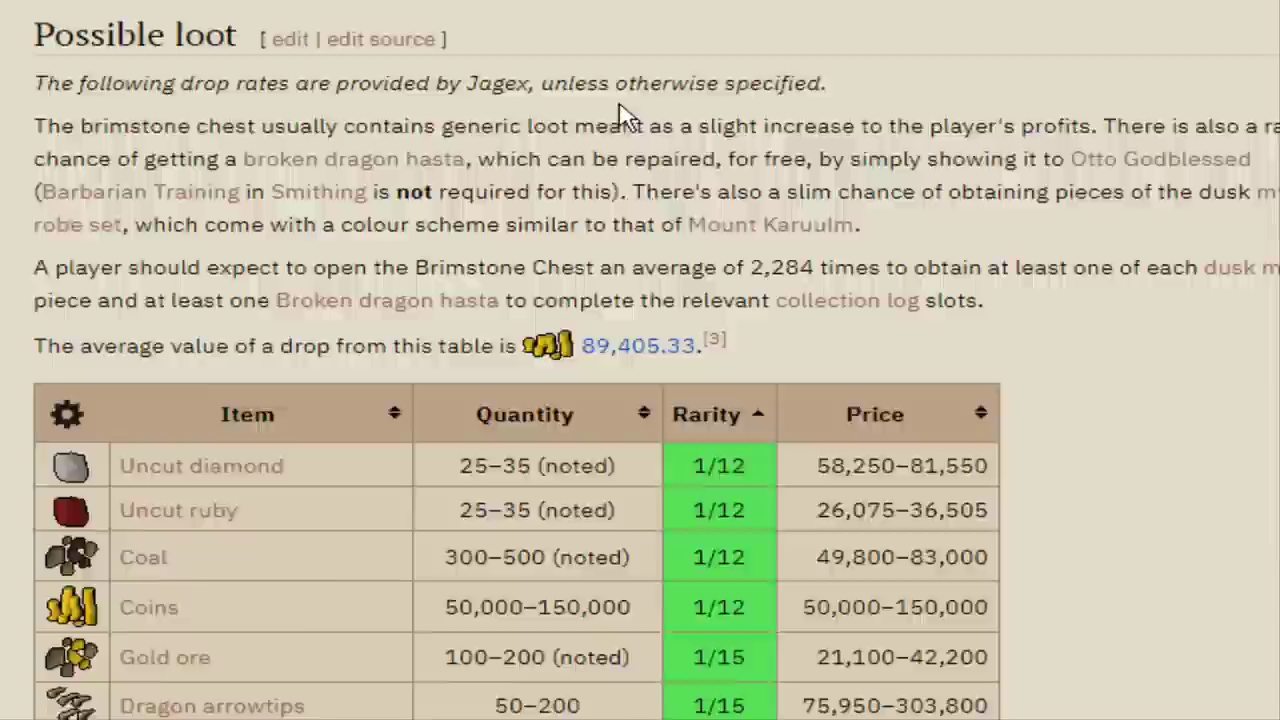 Possible loot [ edit | edit source ]
The following drop rates are provided by Jagex, unless otherwise specified.
The brimstone chest usually contains generic loot meant as a slight increase to the player's profits. There is also a
chance of getting a broken dragon hasta, which can be repaired, for free, by simply showing it to Otto Godblessed
(Barbarian Training in Smithing is not required for this). There's also a slim chance of obtaining pieces of the dusk
robe set, which come with a colour scheme similar to that of Mount Karuulm.
A player should expect to open the Brimstone Chest an average of 2,284 times to obtain at least one of each dusk
piece and at least one Broken dragon hasta to complete the relevant collection log slots.
The average value of a drop from this table is 89,405.33.[3]
Item Quantity Rarity Price
Uncut diamond 25–35 (noted) 1/12 58,250–81,550
Uncut ruby 25–35 (noted) 1/12 26,075–36,505
Coal 300–500 (noted) 1/12 49,800–83,000
Coins 50,000–150,000 1/12 50,000–150,000
Gold ore 100–200 (noted) 1/15 21,100–42,200
Dragon arrowtips 50–200 1/15 75,950–303,800